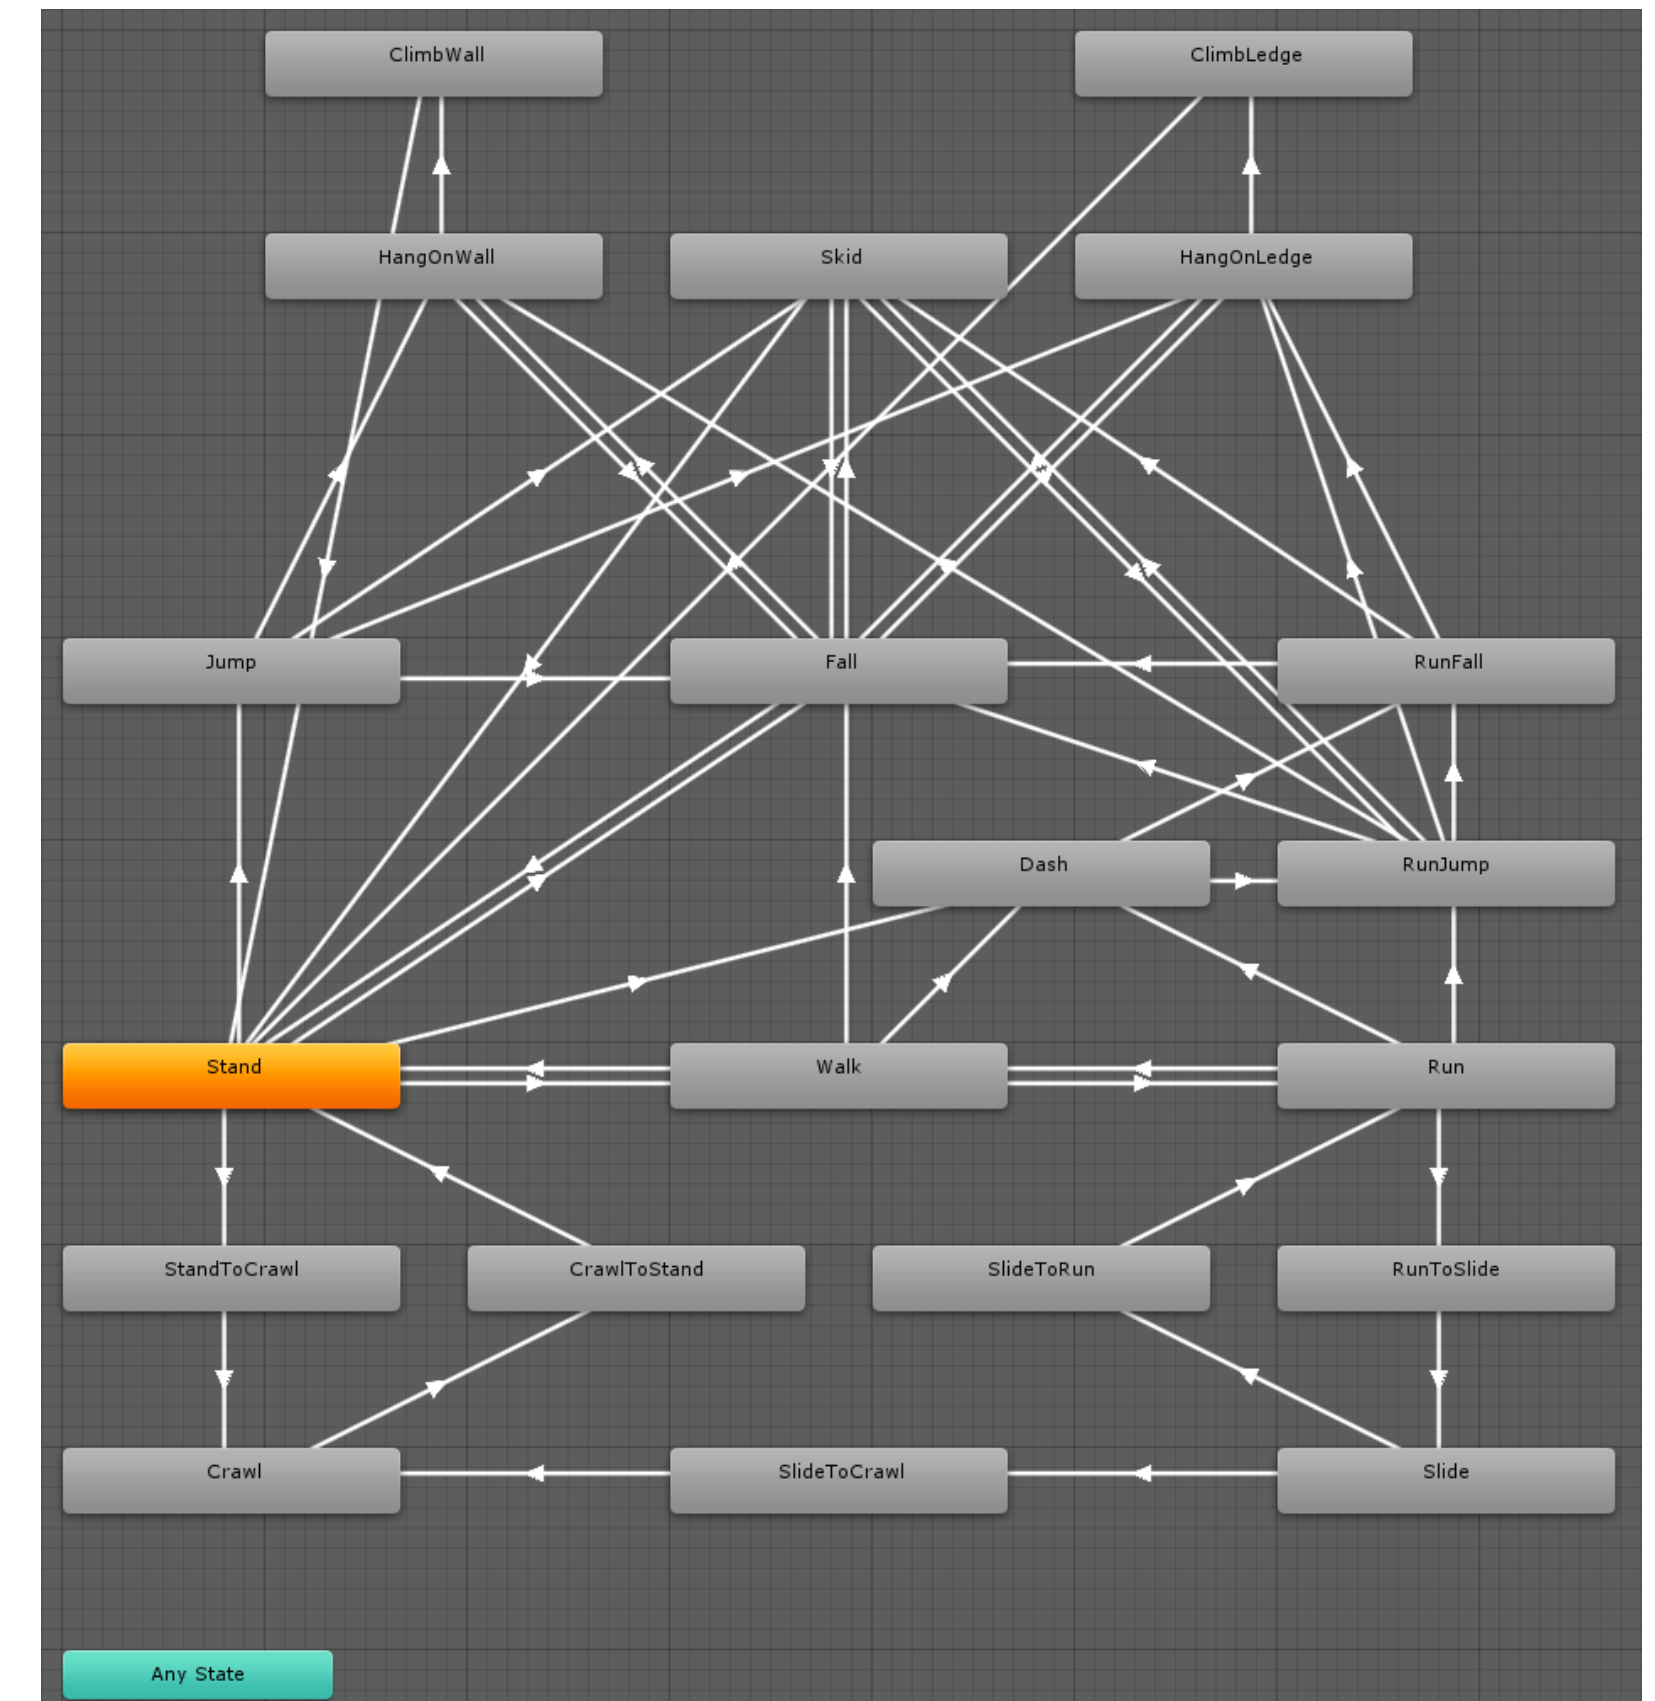 ClimbWall
ClimbLedge
HangOnWall
Skid
HangOnLedge
Jump
Fall
RunFall
Dash
RunJump
Stand
Walk
Run
StandToCrawl
CrawlToStand
SlideToRun
RunToSlide
Crawl
SlideToCrawl
Slide
Any State